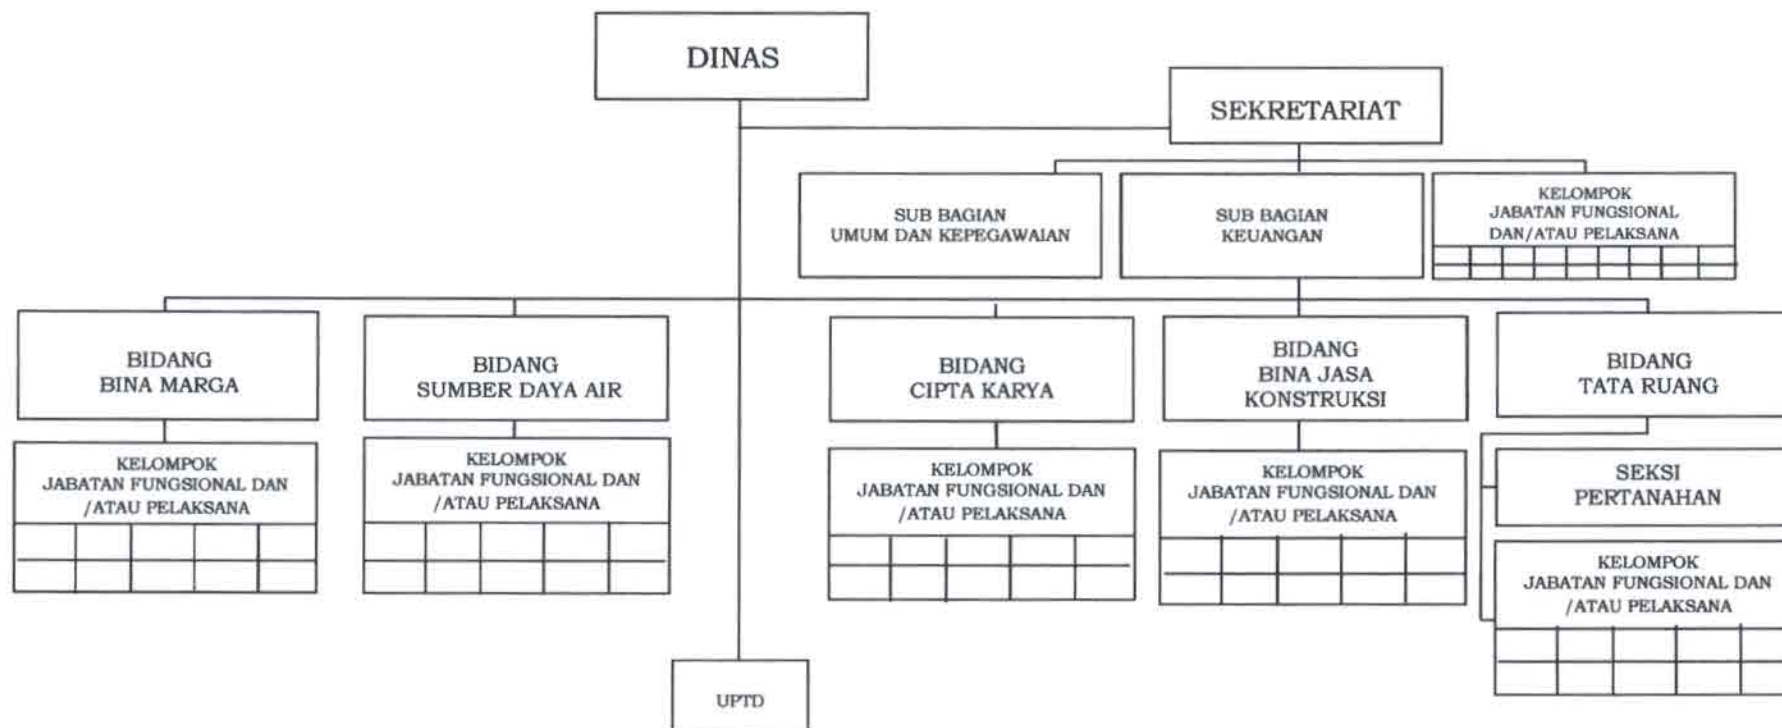 DINAS
SEKRETARIAT
SUB BAGIAN
UMUM DAN KEPEGAWAIAN
SUB BAGIAN
KEUANGAN
KELOMPOK
JABATAN FUNGSIONAL
DAN/ATAU PELAKSANA
BIDANG
BINA MARGA
BIDANG
SUMBER DAYA AIR
BIDANG
CIPTA KARYA
BIDANG
BINA JASA
KONSTRUKSI
BIDANG
TATA RUANG
KELOMPOK
JABATAN FUNGSIONAL DAN
/ATAU PELAKSANA
KELOMPOK
JABATAN FUNGSIONAL DAN
/ATAU PELAKSANA
KELOMPOK
JABATAN FUNGSIONAL DAN
/ATAU PELAKSANA
KELOMPOK
JABATAN FUNGSIONAL DAN
/ATAU PELAKSANA
SEKSI
PERTANAHAN
KELOMPOK
JABATAN FUNGSIONAL DAN
/ATAU PELAKSANA
UPTD